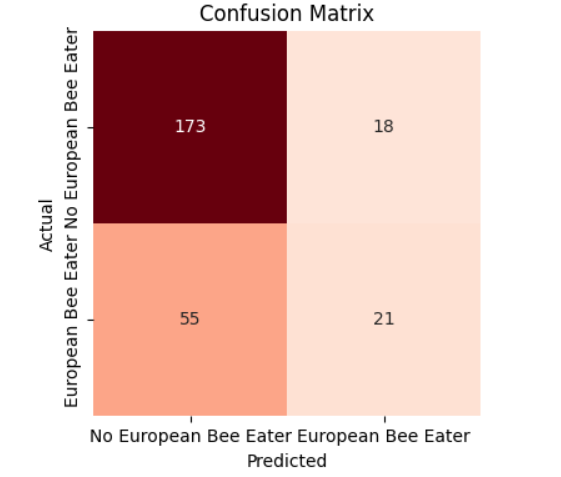 Confusion Matrix
Actual
No European Bee Eater
European Bee Eater
173 18
55 21
No European Bee Eater European Bee Eater
Predicted